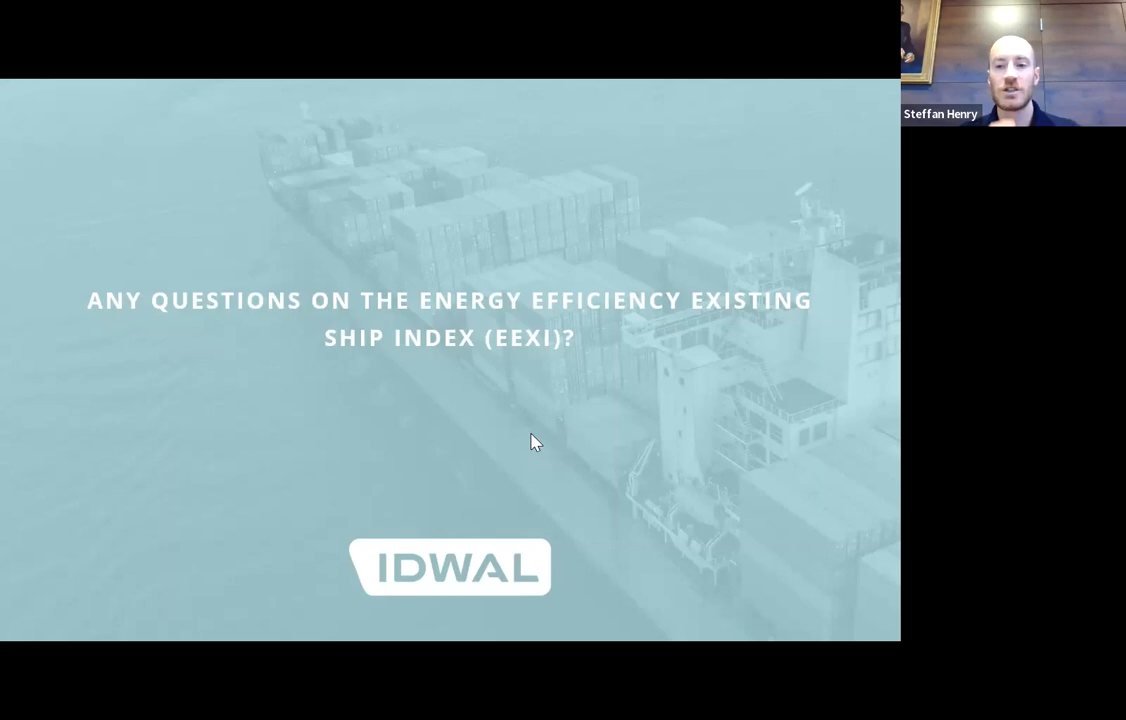 Steffan Henry
ANY QUESTIONS ON THE ENERGY EFFICIENCY EXISTING
SHIP INDEX (EEXI)?
IDWAL